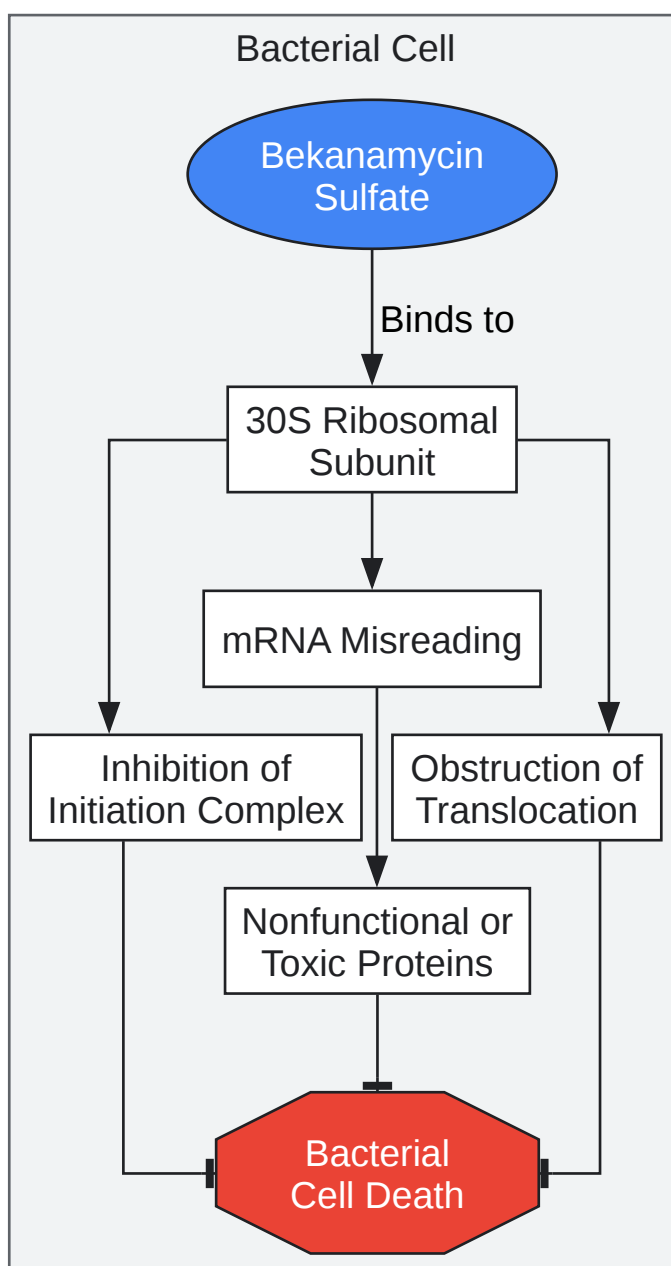 Bacterial Cell
Bekanamycin
Sulfate
Binds to
30S Ribosomal
Subunit
mRNA Misreading
Inhibition of
Initiation Complex
Obstruction of
Translocation
Nonfunctional or
Toxic Proteins
Bacterial
Cell Death